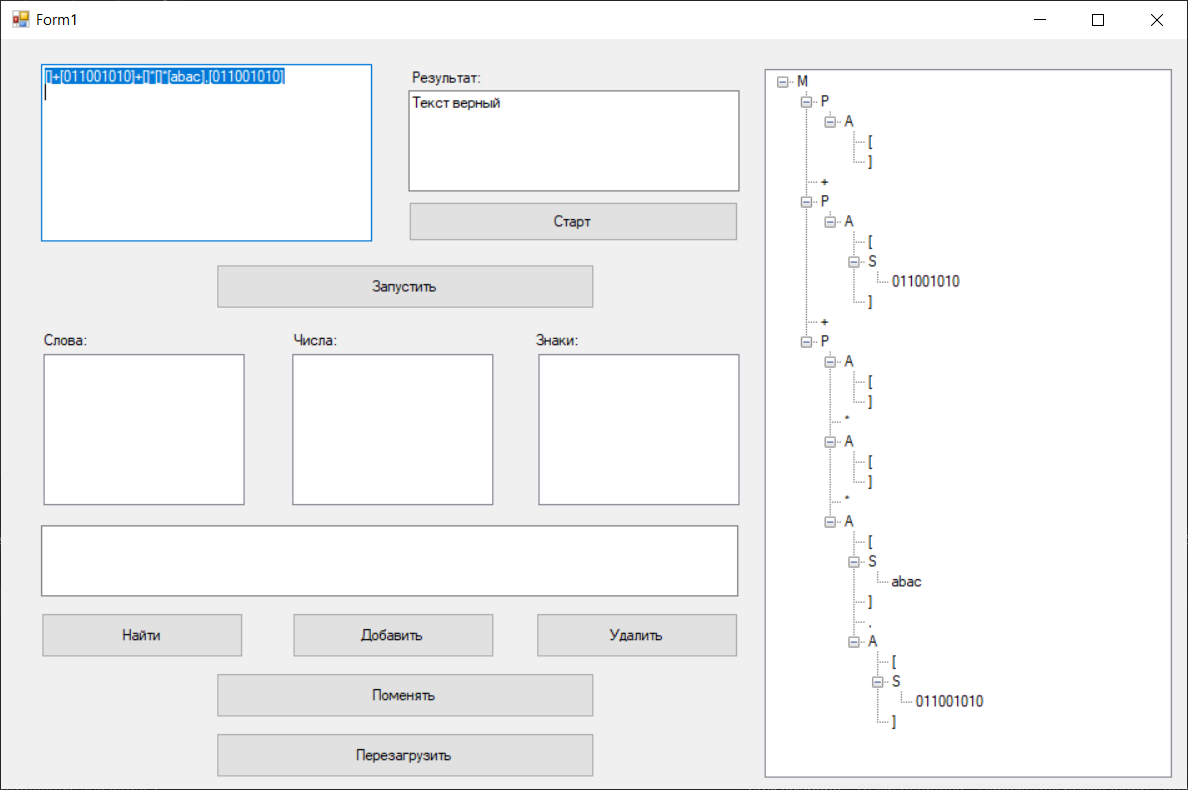 Form1
[]+[011001010]+[]*[]*[abac].[011001010]
Результат:
Текст верный
Старт
Запустить
Слова:
Числа:
Знаки:
Найти
Добавить
Удалить
Поменять
Перезагрузить
M
P
A
[
]
+
P
A
[
S
011001010
]
+
P
A
[
]
*
A
[
]
*
A
[
S
abac
]
.
A
[
S
011001010
]